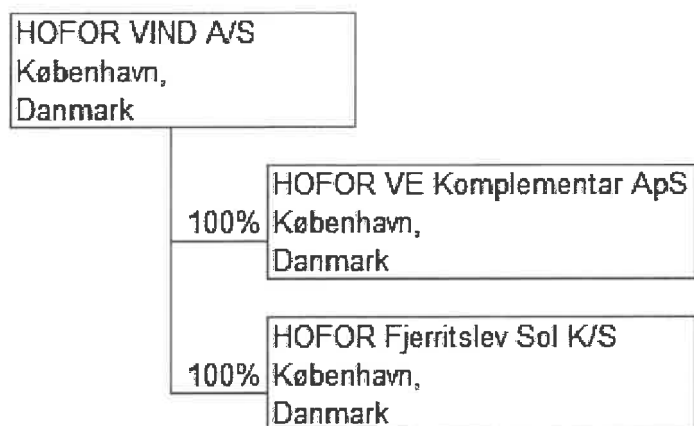 HOFOR VIND A/S
København,
Danmark
HOFOR VE Komplementar ApS
100% København,
Danmark
HOFOR Fjerritslev Sol K/S
100% København,
Danmark